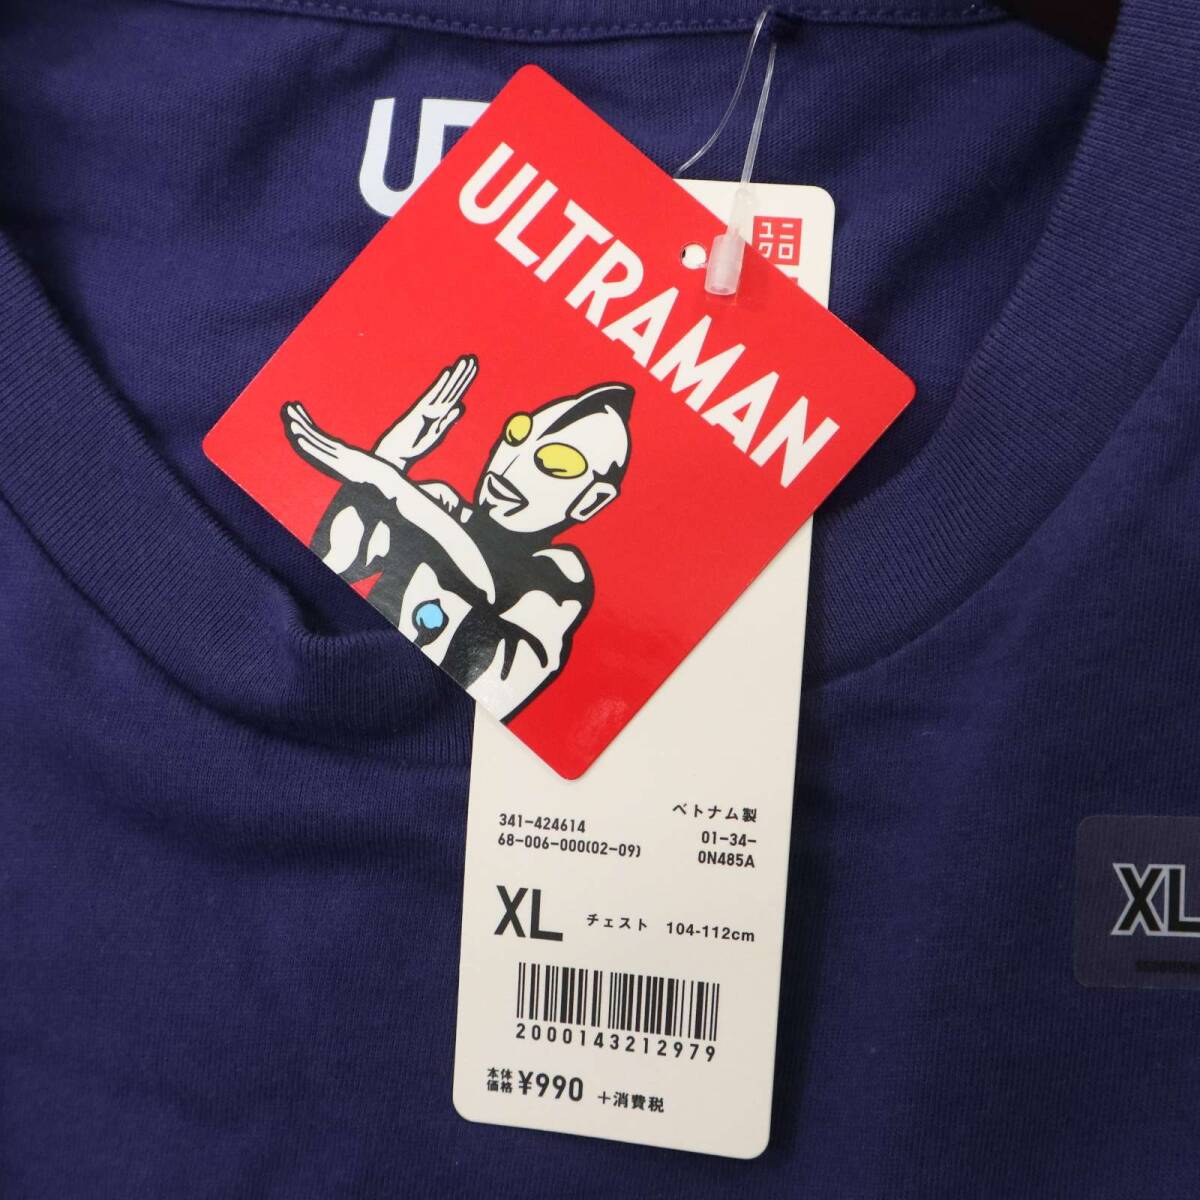 U
ULTRAMAN
ユニ
クロ
341-424614
ベトナム製
68-006-000(02-09)
01-34-
0N485A
XL チェスト 104-112cm
2000143212979
本体
価格 ¥990 +消費税
XL